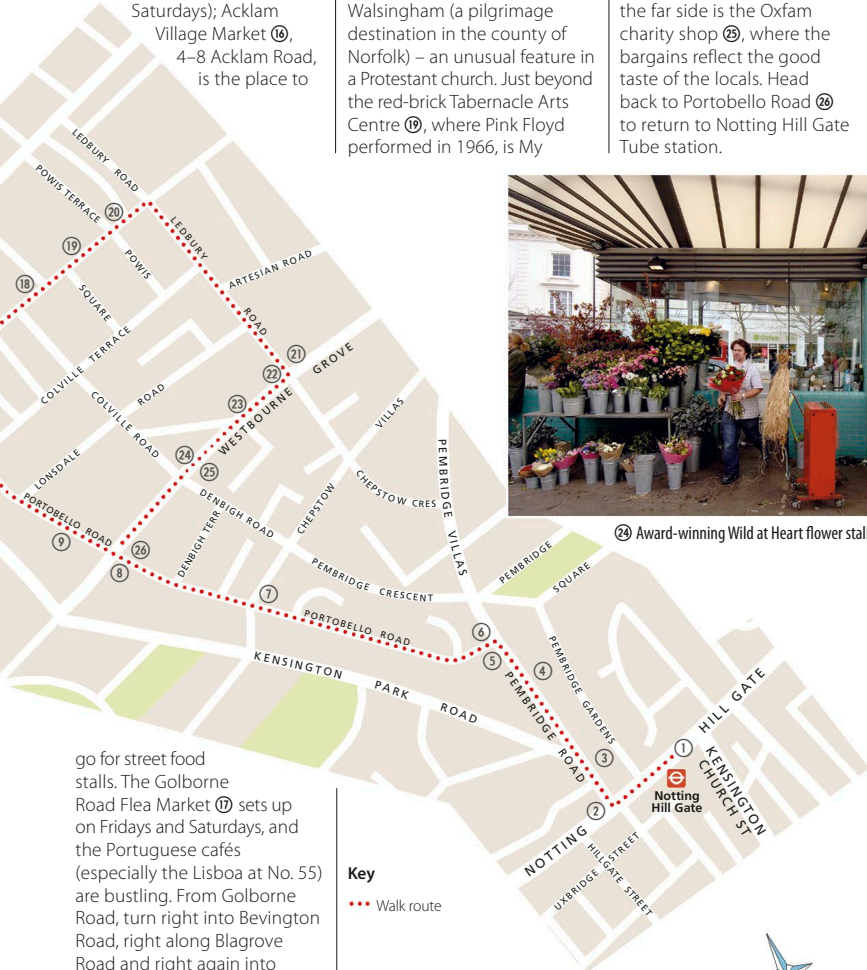 Saturdays); Acklam
Village Market ⑯,
4–8 Acklam Road,
is the place to
go for street food
stalls. The Golborne
Road Flea Market ⑰ sets up
on Fridays and Saturdays, and
the Portuguese cafés
(especially the Lisboa at No. 55)
are bustling. From Golborne
Road, turn right into Bevington
Road, right along Blagrove
Road and right again into
Walsingham (a pilgrimage
destination in the county of
Norfolk) – an unusual feature in
a Protestant church. Just beyond
the red-brick Tabernacle Arts
Centre ⑲, where Pink Floyd
performed in 1966, is My
the far side is the Oxfam
charity shop ㉕, where the
bargains reflect the good
taste of the locals. Head
back to Portobello Road ㉖
to return to Notting Hill Gate
Tube station.
㉔ Award-winning Wild at Heart flower stall
LEDBURY ROAD
POWIS TERRACE
⑳
⑲
⑱
LEDBURY ROAD
POWIS SQUARE
ARTESIAN ROAD
COLVILLE TERRACE
㉑
㉒
WESTBOURNE GROVE
COLVILLE ROAD
LONSDALE ROAD
㉓
㉔
㉕
CHEPSTOW VILLAS
CHEPSTOW CRES
PEMBRIDGE VILLAS
DENBIGH ROAD
DENBIGH TERR
PORTOBELLO ROAD
⑨
㉖
⑧
PEMBRIDGE CRESCENT
PEMBRIDGE SQUARE
⑦
PORTOBELLO ROAD
⑥
⑤
④
PEMBRIDGE GARDENS
PEMBRIDGE ROAD
KENSINGTON PARK ROAD
③
①
②
NOTTING HILL GATE
KENSINGTON CHURCH ST
Notting
Hill Gate
UXBRIDGE STREET
HILLGATE STREET
Key
Walk route